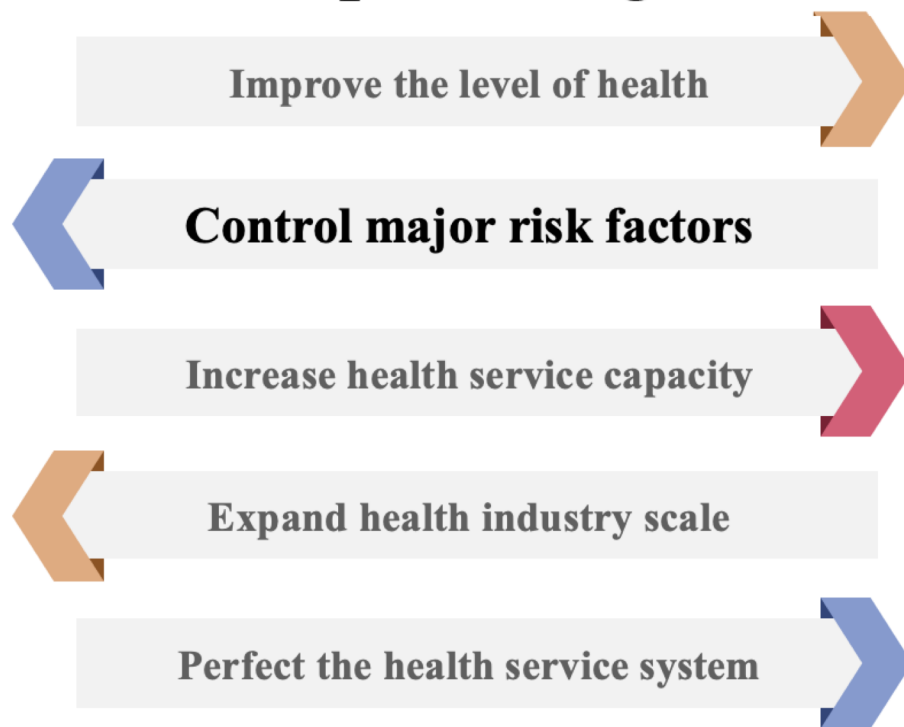 Improve the level of health
Control major risk factors
Increase health service capacity
Expand health industry scale
Perfect the health service system